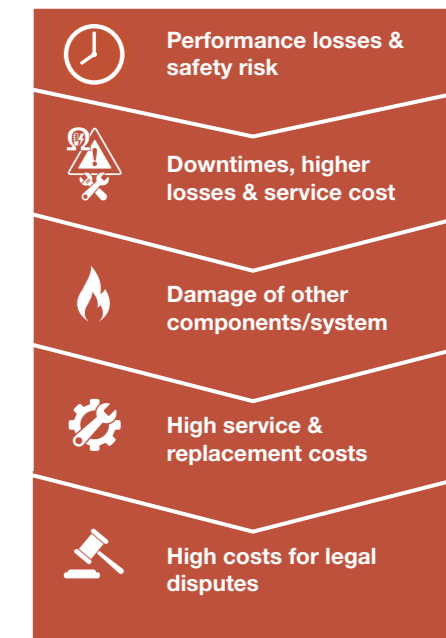 Performance losses &
safety risk
Downtimes, higher
losses & service cost
Damage of other
components/system
High service &
replacement costs
High costs for legal
disputes